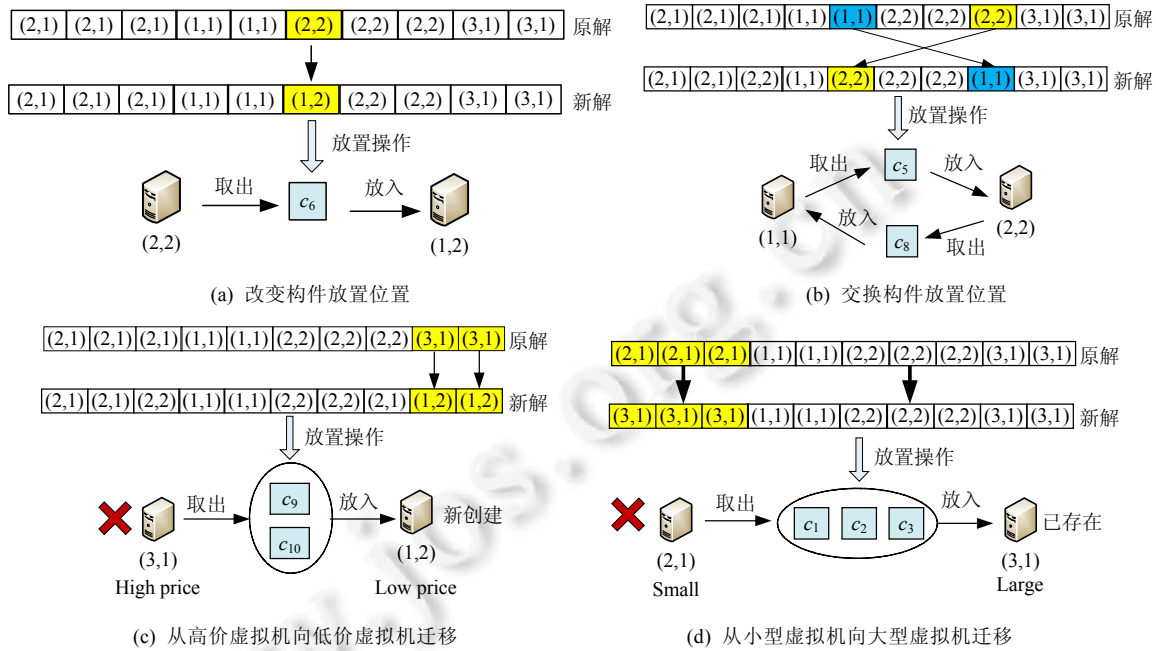 (2,1) (2,1) (2,1) (1,1) (1,1) (2,2) (2,2) (2,2) (3,1) (3,1) 原解
(2,1) (2,1) (2,1) (1,1) (1,1) (1,2) (2,2) (2,2) (3,1) (3,1) 新解
放置操作
取出 c6 放入
(2,2) (1,2)
(a) 改变构件放置位置
(2,1) (2,1) (2,1) (1,1) (1,1) (2,2) (2,2) (2,2) (3,1) (3,1) 原解
(2,1) (2,1) (2,2) (1,1) (2,2) (2,2) (2,2) (1,1) (3,1) (3,1) 新解
放置操作
取出 c5 放入
放入 c8 取出
(1,1) (2,2)
(b) 交换构件放置位置
(2,1) (2,1) (2,1) (1,1) (1,1) (2,2) (2,2) (2,2) (3,1) (3,1) 原解
(2,1) (2,1) (2,2) (1,1) (1,1) (2,2) (2,2) (2,1) (1,2) (1,2) 新解
放置操作
取出 c9 放入 新创建
c10
(3,1) (1,2)
High price Low price
(c) 从高价虚拟机向低价虚拟机迁移
(2,1) (2,1) (2,1) (1,1) (1,1) (2,2) (2,2) (2,2) (3,1) (3,1) 原解
(3,1) (3,1) (3,1) (1,1) (1,1) (2,2) (2,2) (2,2) (3,1) (3,1) 新解
放置操作
取出 c1 c2 c3 放入 已存在
(2,1) (3,1)
Small Large
(d) 从小型虚拟机向大型虚拟机迁移
w.jos.org.cn